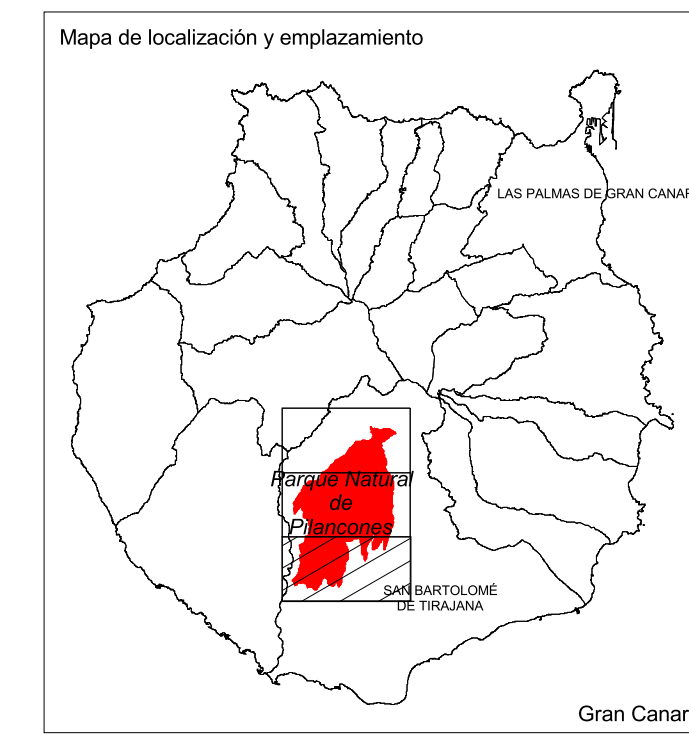 Mapa de localización y emplazamiento
LAS PALMAS DE GRAN CANAR
Parque Natural
de
Pilancones
SAN BARTOLOMÉ
DE TIRAJANA
Gran Canar